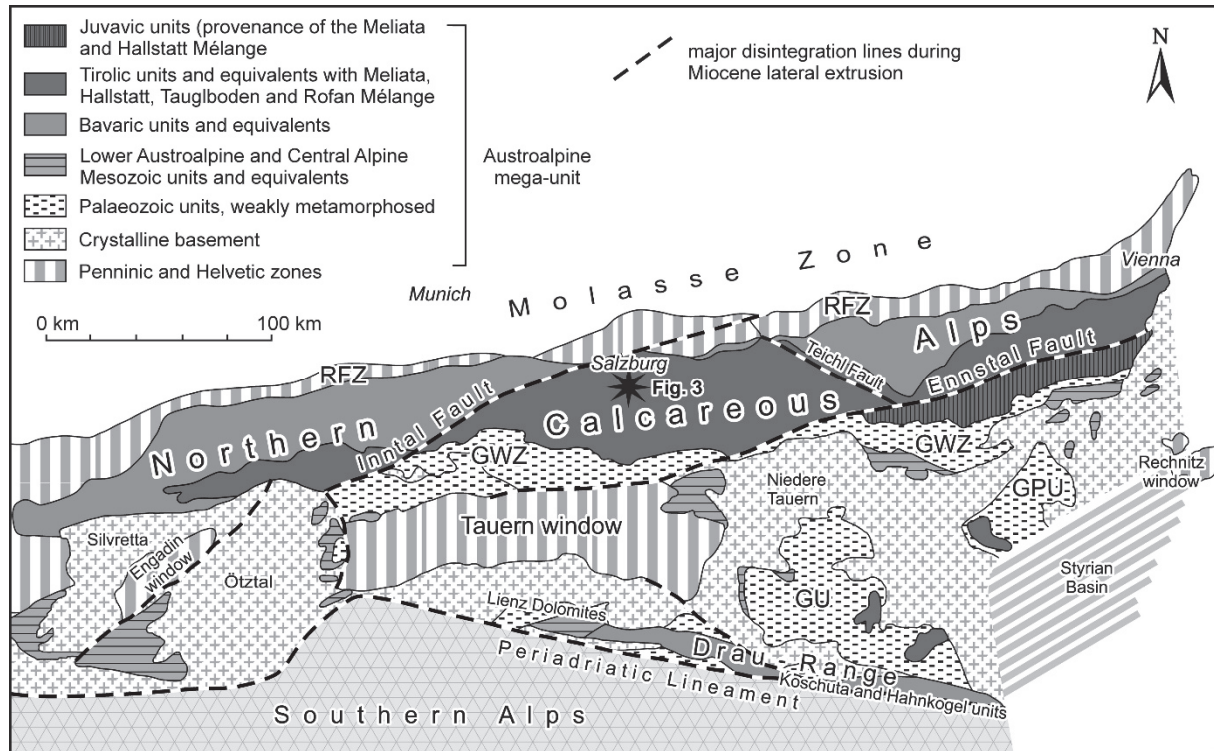 Juvavic units (provenance of the Meliata
and Hallstatt Mélange
Tirolic units and equivalents with Meliata,
Hallstatt, Tauglboden and Rofan Mélange
Bavaric units and equivalents
Lower Austroalpine and Central Alpine
Mesozoic units and equivalents
Palaeozoic units, weakly metamorphosed
Crystalline basement
Penninic and Helvetic zones
Austroalpine
mega-unit
major disintegration lines during
Miocene lateral extrusion
N
0 km
100 km
Munich
Molasse Zone
Vienna
RFZ
RFZ
Salzburg
Fig. 3
Teichl Fault
Ennstal Fault
Inntal Fault
Northern Calcareous Alps
GWZ
GWZ
GPU
Rechnitz
window
Niedere
Tauern
Tauern window
Silvretta
Engadin
window
Ötztal
GU
Styrian
Basin
Lienz Dolomites
Drau Range
Periadriatic Lineament
Koschuta and Hahnkogel units
Southern Alps